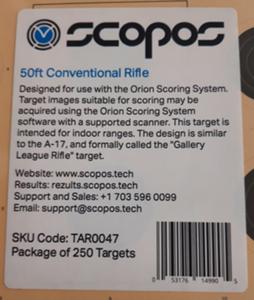 scopos
50ft Conventional Rifle
Designed for use with the Orion Scoring System.
Target images suitable for scoring may be
acquired using the Orion Scoring System
software with a supported scanner. This target is
intended for indoor ranges. The design is similar
to the A-17, and formally called the "Gallery
League Rifle" target.
Website: www.scopos.tech
Results: rezults.scopos.tech
Support and Sales: +1 703 596 0099
Email: support@scopos.tech
SKU Code: TAR0047
Package of 250 Targets
0 53176 14990 5